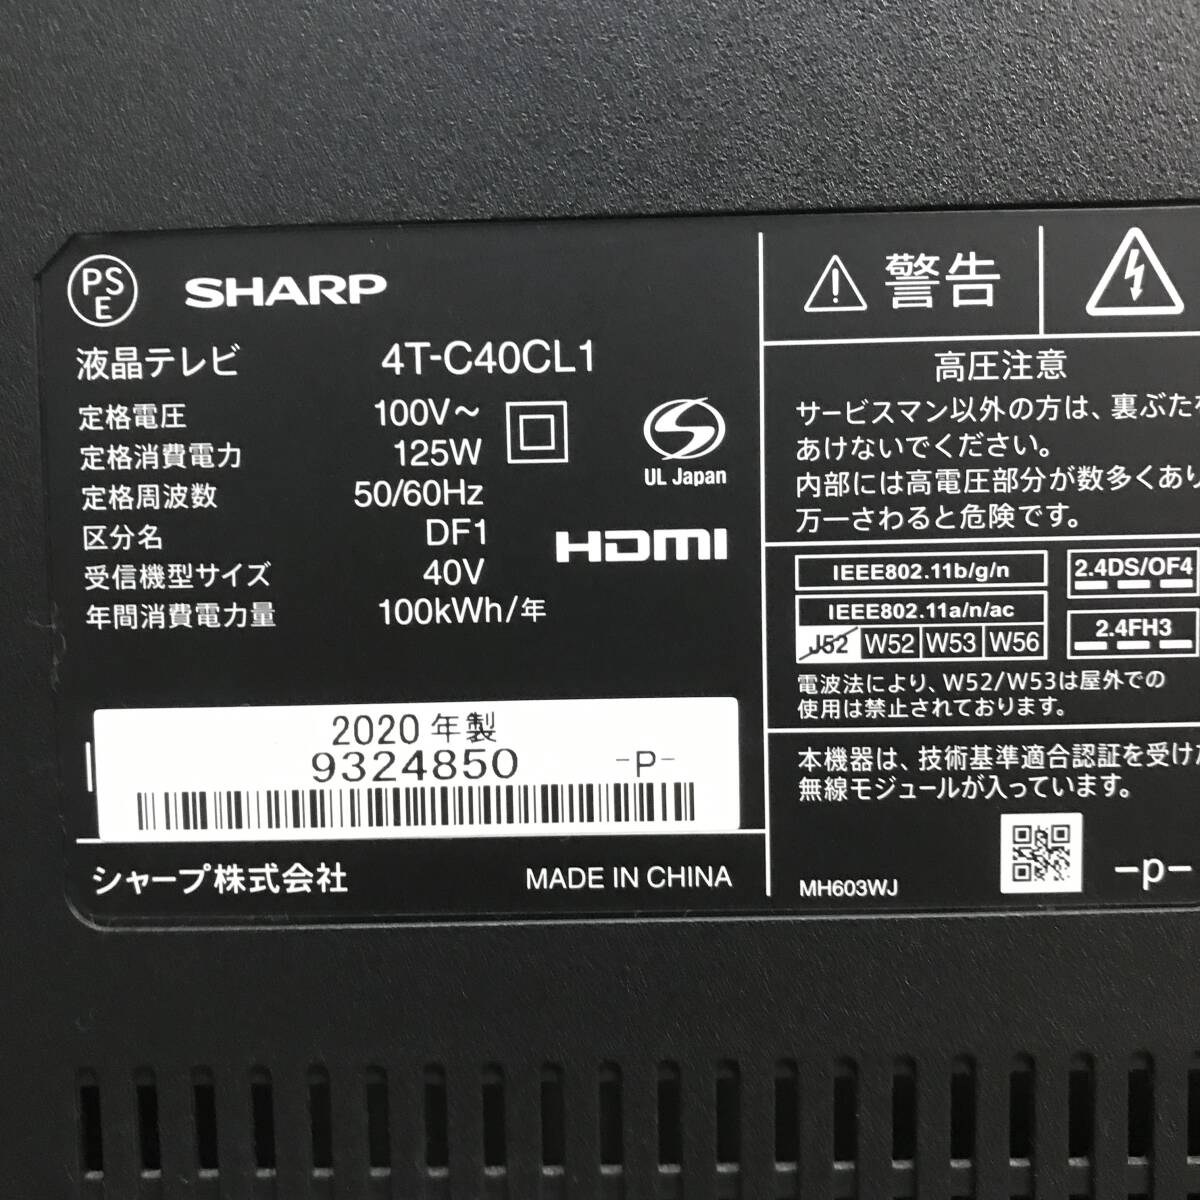 PS
E
SHARP
液晶テレビ 4T-C40CL1
定格電圧 100V～
定格消費電力 125W
定格周波数 50/60Hz
区分名 DF1
受信機型サイズ 40V
年間消費電力量 100kWh/年
UL Japan
HDMI
2020年製
9324850 -P-
シャープ株式会社 MADE IN CHINA
警告
高圧注意
サービスマン以外の方は、裏ぶたを
あけないでください。
内部には高電圧部分が数多くあり
万一さわると危険です。
IEEE802.11b/g/n
IEEE802.11a/n/ac
J52 W52 W53 W56
2.4DS/OF4
2.4FH3
電波法により、W52/W53は屋外での
使用は禁止されております。
本機器は、技術基準適合認証を受けた
無線モジュールが入っています。
MH603WJ -p-